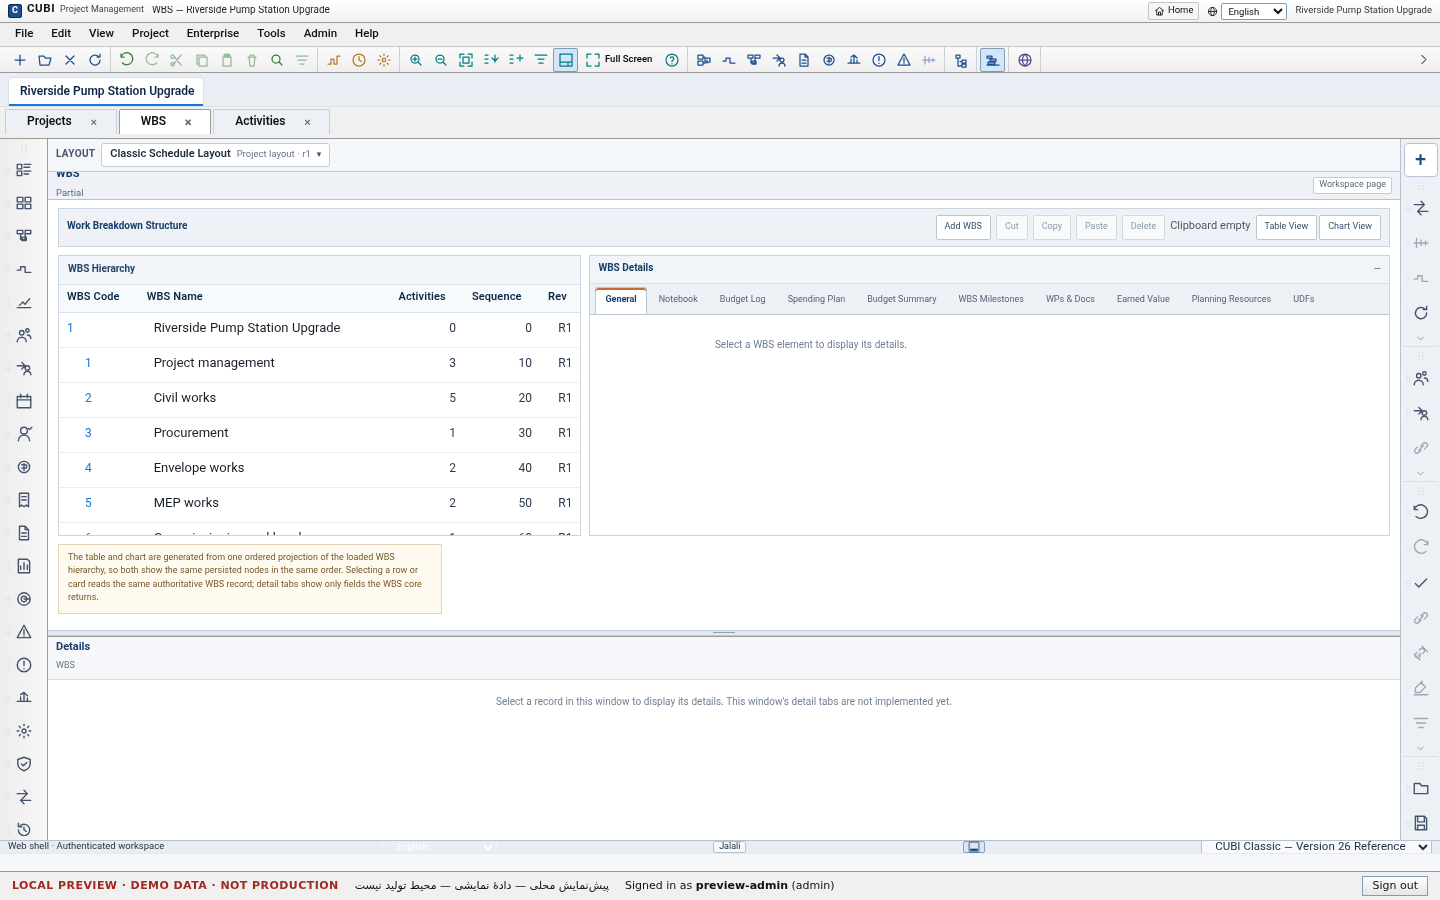 CUBI Project Management WBS — Riverside Pump Station Upgrade Home English Riverside Pump Station Upgrade
File Edit View Project Enterprise Tools Admin Help
Full Screen
Riverside Pump Station Upgrade
Projects × WBS × Activities ×
LAYOUT Classic Schedule Layout Project layout · r1
WBS
Partial Workspace page
Work Breakdown Structure Add WBS Cut Copy Paste Delete Clipboard empty Table View Chart View
WBS Hierarchy
WBS Code WBS Name Activities Sequence Rev
1 Riverside Pump Station Upgrade 0 0 R1
1 Project management 3 10 R1
2 Civil works 5 20 R1
3 Procurement 1 30 R1
4 Envelope works 2 40 R1
5 MEP works 2 50 R1
WBS Details –
General Notebook Budget Log Spending Plan Budget Summary WBS Milestones WPs & Docs Earned Value Planning Resources UDFs
Select a WBS element to display its details.
The table and chart are generated from one ordered projection of the loaded WBS
hierarchy, so both show the same persisted nodes in the same order. Selecting a row or
card reads the same authoritative WBS record; detail tabs show only fields the WBS core
returns.
Details
WBS
Select a record in this window to display its details. This window's detail tabs are not implemented yet.
Web shell · Authenticated workspace English Jalali CUBI Classic — Version 26 Reference
LOCAL PREVIEW · DEMO DATA · NOT PRODUCTION پیش‌نمایش محلی — دادهٔ نمایشی — محیط تولید نیست Signed in as preview-admin (admin) Sign out